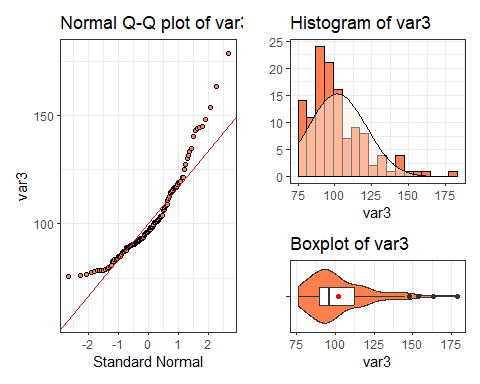 Normal Q-Q plot of var3
150
100
var3
-2 -1 0 1 2
Standard Normal
Histogram of var3
25
20
15
10
5
0
75 100 125 150 175
var3
Boxplot of var3
75 100 125 150 175
var3